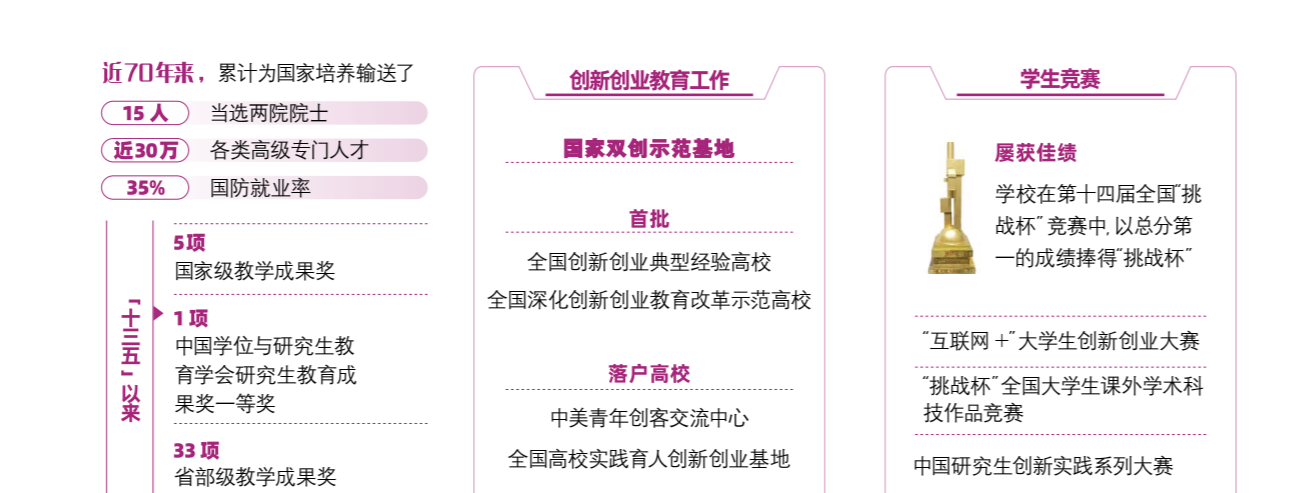 近70年来，累计为国家培养输送了
15 人 当选两院院士
近30万 各类高级专门人才
35% 国防就业率
「十三五」以来
5项
国家级教学成果奖
1 项
中国学位与研究生教
育学会研究生教育成
果奖一等奖
33 项
省部级教学成果奖
创新创业教育工作
国家双创示范基地
首批
全国创新创业典型经验高校
全国深化创新创业教育改革示范高校
落户高校
中美青年创客交流中心
全国高校实践育人创新创业基地
学生竞赛
屡获佳绩
学校在第十四届全国“挑
战杯”竞赛中,以总分第
一的成绩捧得“挑战杯”
“互联网 +”大学生创新创业大赛
“挑战杯”全国大学生课外学术科
技作品竞赛
中国研究生创新实践系列大赛